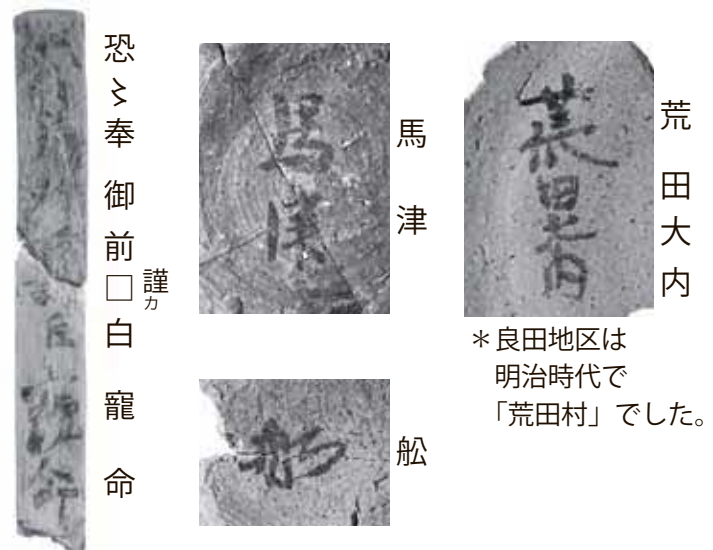 恐〻奉御前□白寵命
謹カ
馬津
舩
荒田大内
＊良田地区は
明治時代で
「荒田村」でした。